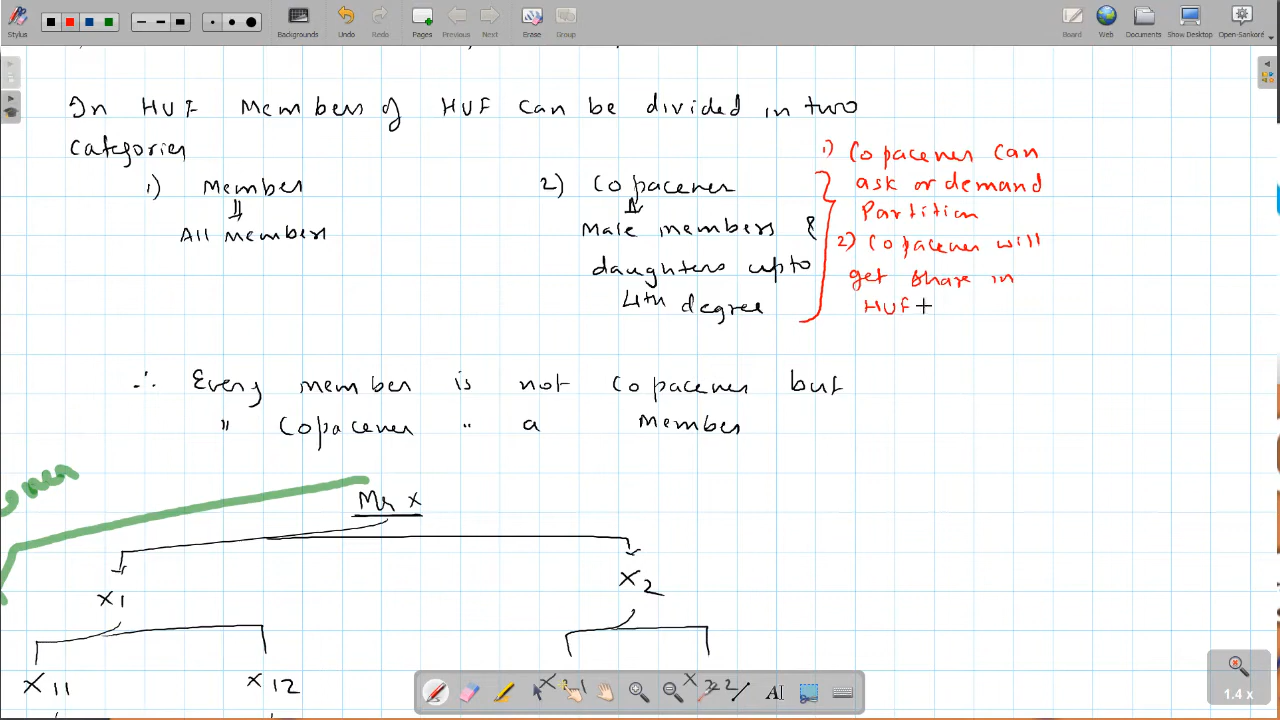 Stylus
Backgrounds
Undo
Redo
Pages
Previous
Next
Erase
Group
Board
Web
Documents
Show Desktop
Open-Sankoré
In HUF Members of HUF can be divided in two
categories
1) Member
All members
2) Copacener
Male members &
daughters upto
4th degree
1) Copacener can
ask or demand
Partition
2) Copacener will
get share in
HUF
∴ Every member is not Copacener but
" Copacener " a Member
Mr X
X1
X2
X11
X12
1.4 x